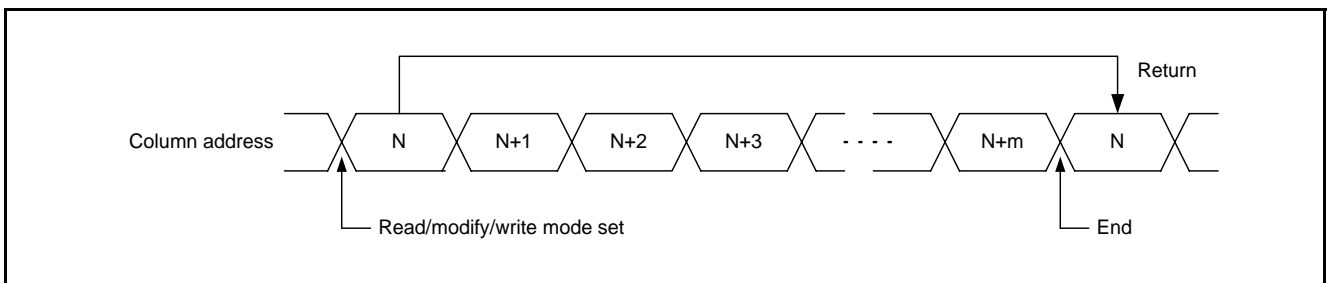 Return
Column address N N+1 N+2 N+3 · · · · N+m N
Read/modify/write mode set End